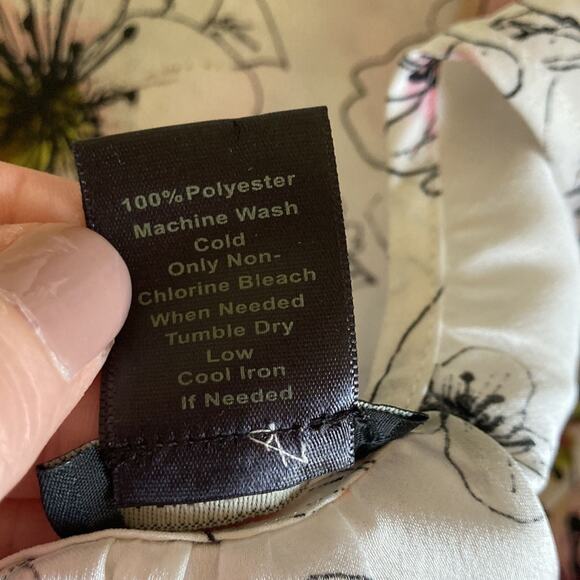 100%Polyester
Machine Wash
Cold
Only Non-
Chlorine Bleach
When Needed
Tumble Dry
Low
Cool Iron
If Needed